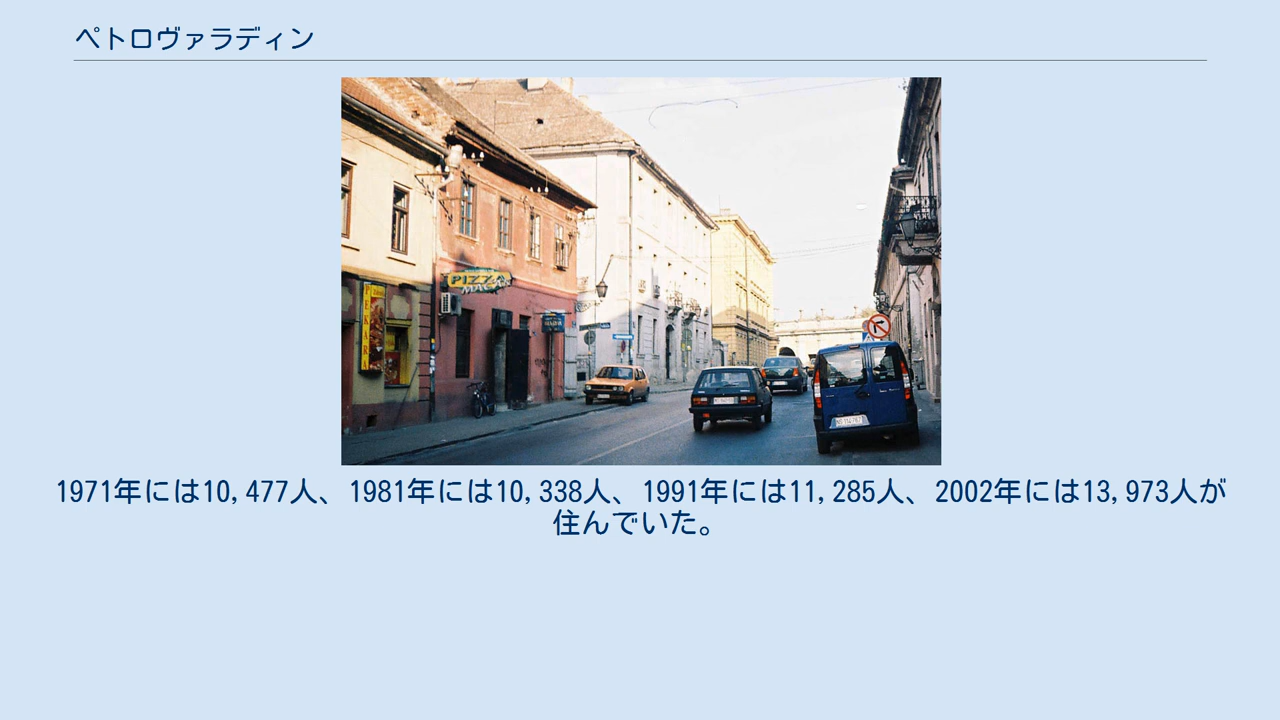 ペトロヴァラディン
PIZZA
PEKARA
1971年には10,477人、1981年には10,338人、1991年には11,285人、2002年には13,973人が
住んでいた。